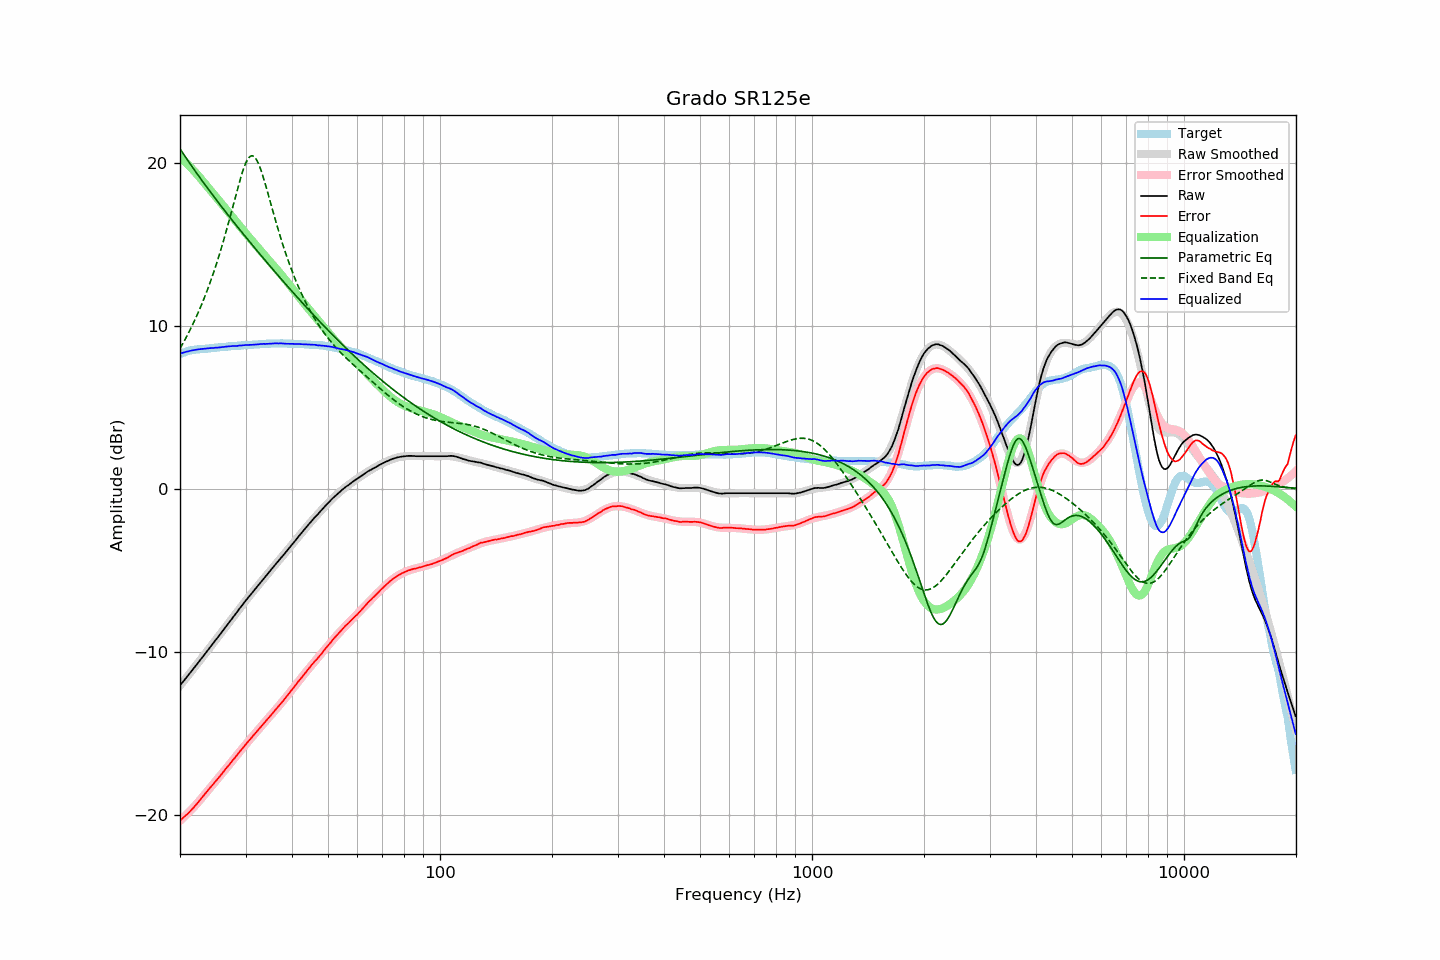 Grado SR125e
Target
Raw Smoothed
Error Smoothed
Raw
Error
Equalization
Parametric Eq
Fixed Band Eq
Equalized
20
10
0
−10
−20
Amplitude (dBr)
100
1000
10000
Frequency (Hz)